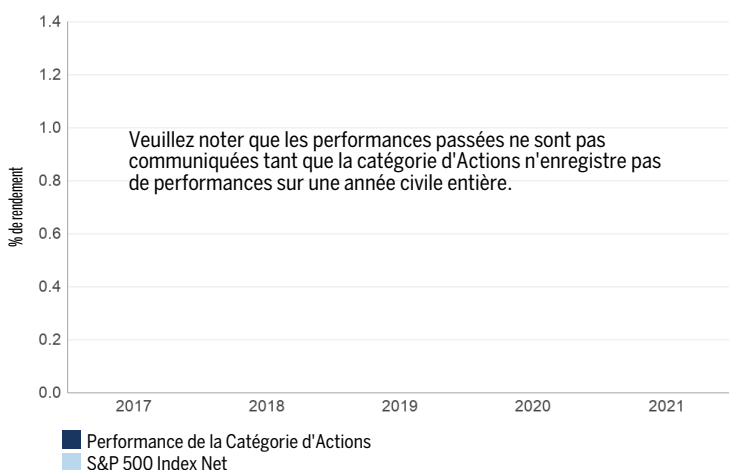 1.4
1.2
1.0
0.8
0.6
0.4
0.2
0.0
% de rendement
Veuillez noter que les performances passées ne sont pas
communiquées tant que la catégorie d'Actions n'enregistre pas
de performances sur une année civile entière.
2017 2018 2019 2020 2021
Performance de la Catégorie d'Actions
S&P 500 Index Net